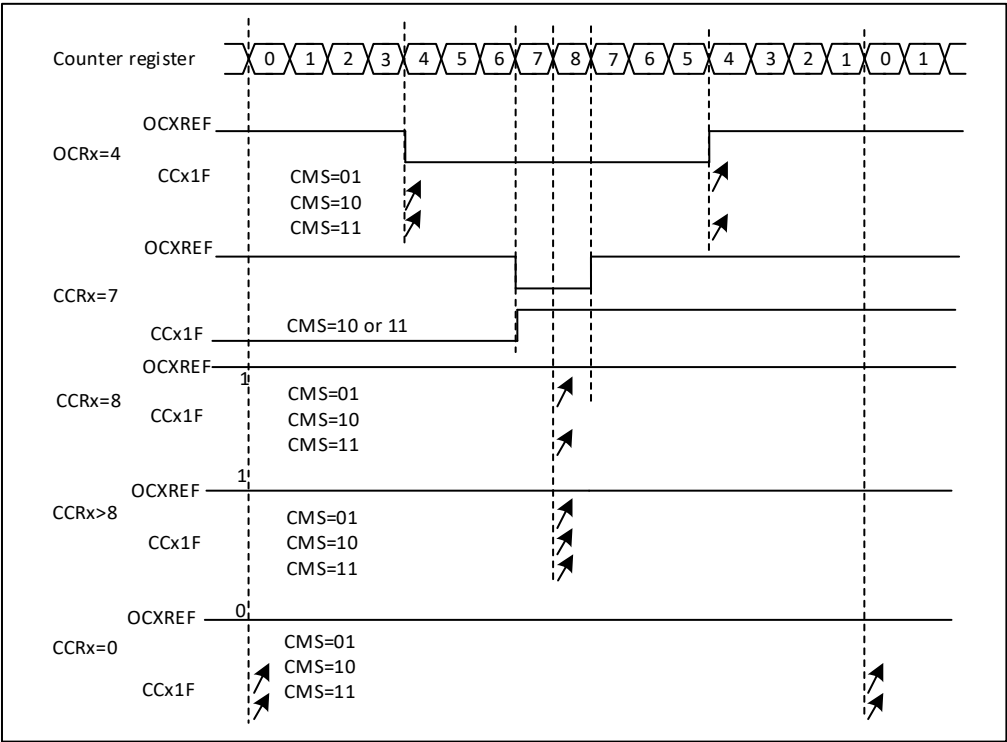 Counter register 0 1 2 3 4 5 6 7 8 7 6 5 4 3 2 1 0 1
OCXREF
OCRx=4
CCx1F
CMS=01
CMS=10
CMS=11
OCXREF
CCRx=7
CCx1F
CMS=10 or 11
OCXREF
1
CCRx=8
CCx1F
CMS=01
CMS=10
CMS=11
1
OCXREF
CCRx>8
CCx1F
CMS=01
CMS=10
CMS=11
OCXREF
0
CCRx=0
CCx1F
CMS=01
CMS=10
CMS=11